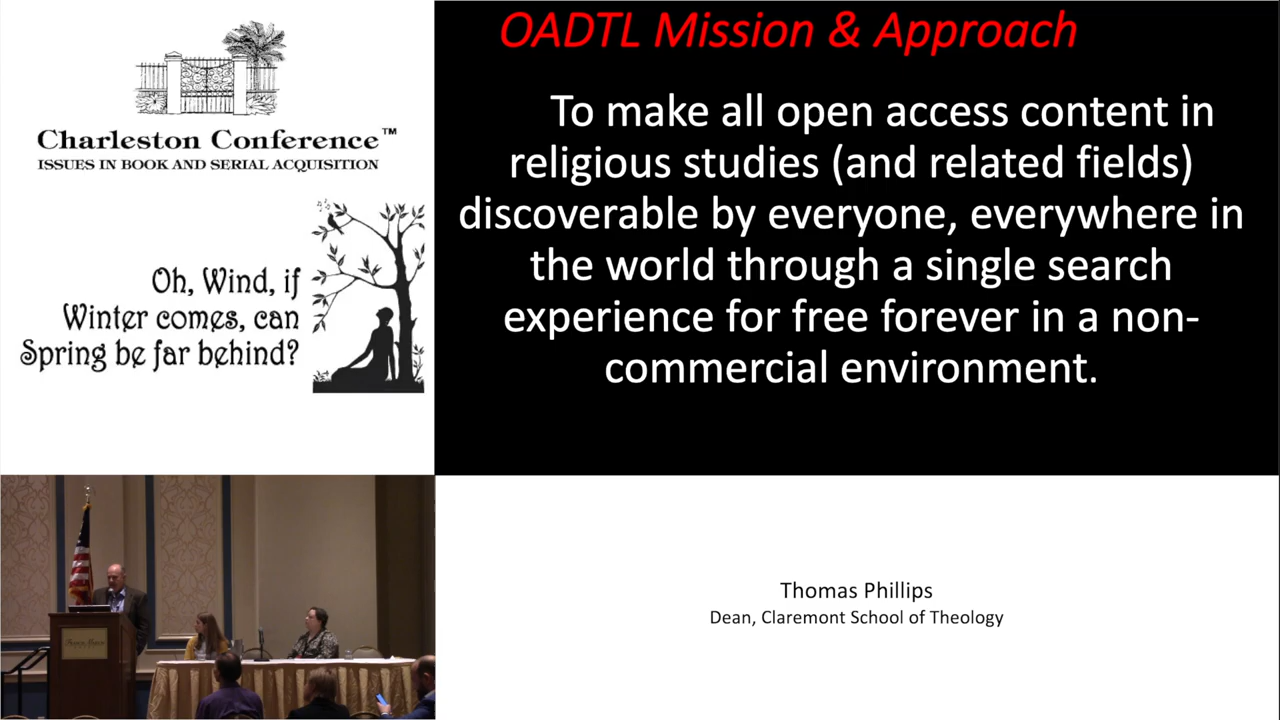 Charleston Conference™
ISSUES IN BOOK AND SERIAL ACQUISITION
Oh, Wind, if
Winter comes, can
Spring be far behind?
OADTL Mission & Approach
To make all open access content in
religious studies (and related fields)
discoverable by everyone, everywhere in
the world through a single search
experience for free forever in a non-
commercial environment.
Thomas Phillips
Dean, Claremont School of Theology